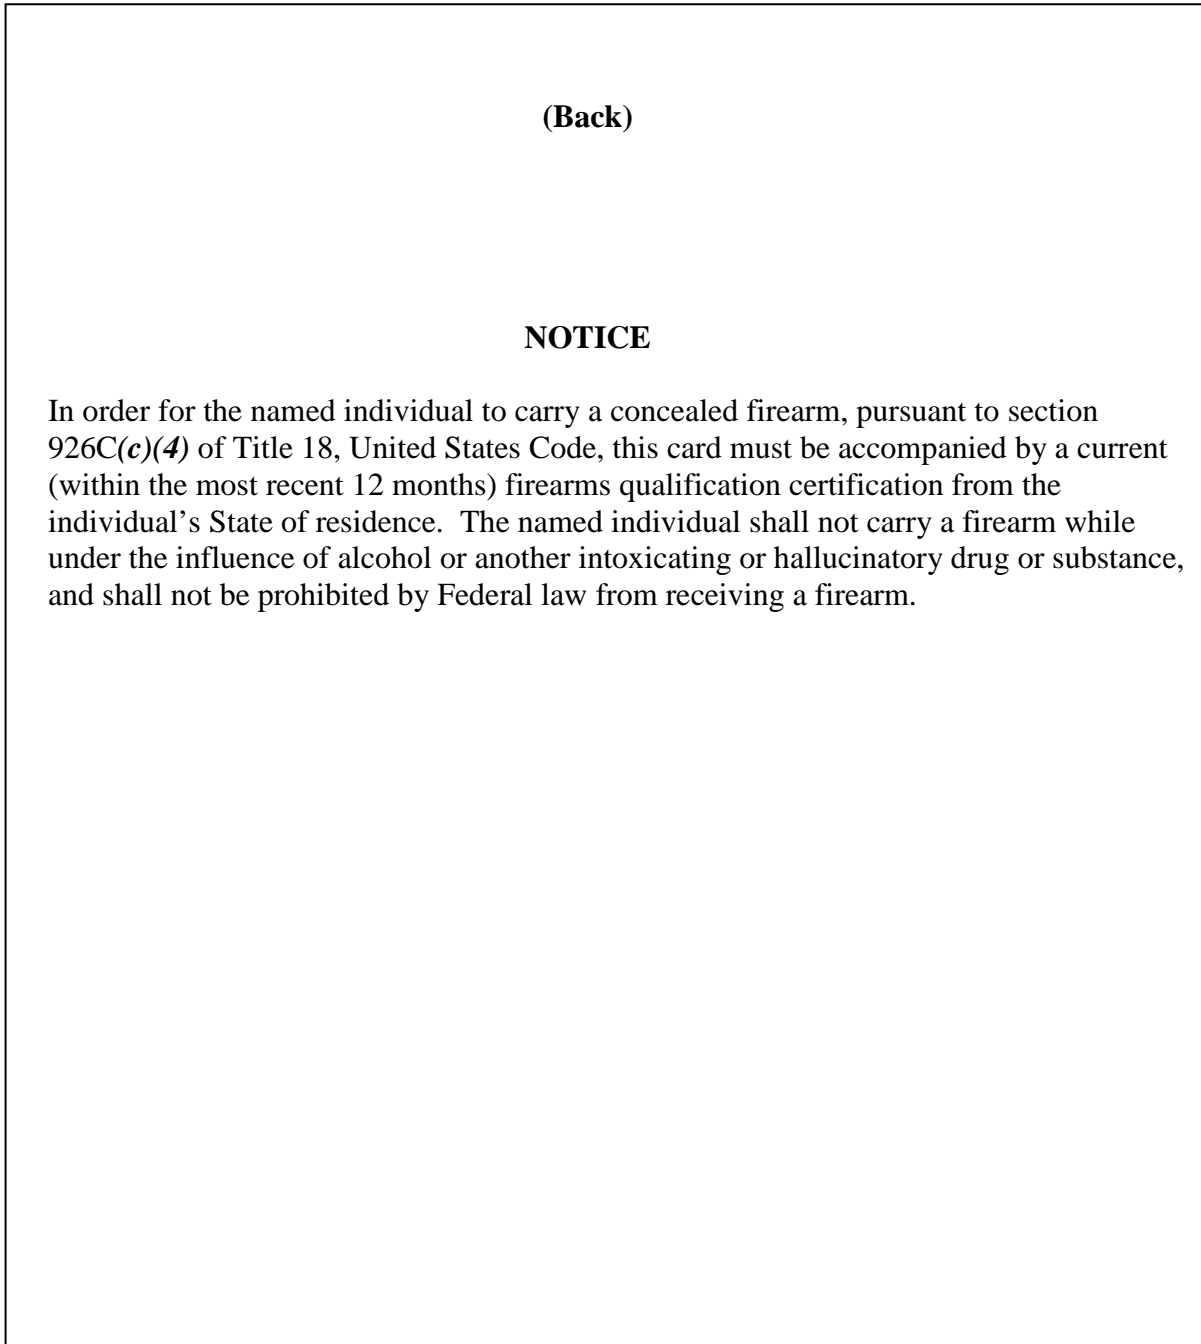 (Back)
NOTICE
In order for the named individual to carry a concealed firearm, pursuant to section
926C(c)(4) of Title 18, United States Code, this card must be accompanied by a current
(within the most recent 12 months) firearms qualification certification from the
individual’s State of residence.  The named individual shall not carry a firearm while
under the influence of alcohol or another intoxicating or hallucinatory drug or substance,
and shall not be prohibited by Federal law from receiving a firearm.